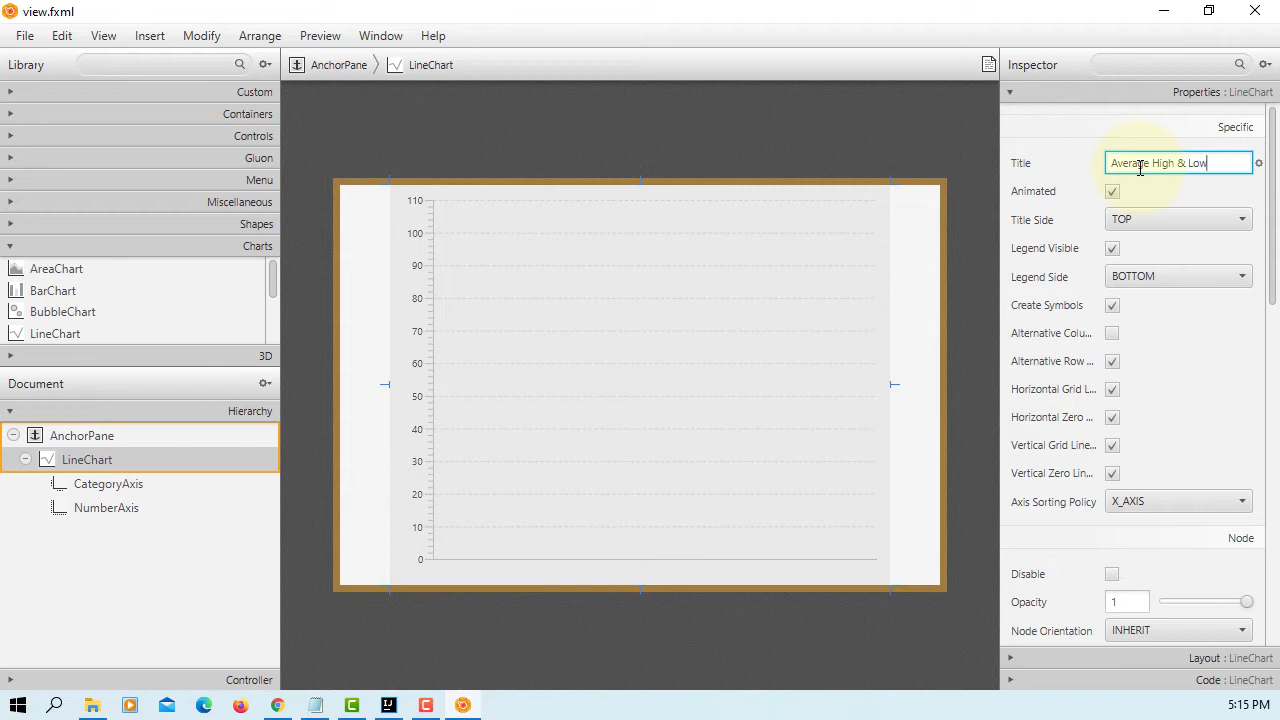 view.fxml
File Edit View Insert Modify Arrange Preview Window Help
Library
Custom
Containers
Controls
Gluon
Menu
Miscellaneous
Shapes
Charts
AreaChart
BarChart
BubbleChart
LineChart
3D
Document
Hierarchy
AnchorPane
LineChart
CategoryAxis
NumberAxis
Controller
AnchorPane LineChart
110
100
90
80
70
60
50
40
30
20
10
0
Inspector
Properties : LineChart
Specific
Title Average High & Low
Animated
Title Side TOP
Legend Visible
Legend Side BOTTOM
Create Symbols
Alternative Colu...
Alternative Row ...
Horizontal Grid L...
Horizontal Zero ...
Vertical Grid Line...
Vertical Zero Lin...
Axis Sorting Policy X_AXIS
Node
Disable
Opacity 1
Node Orientation INHERIT
Layout : LineChart
Code : LineChart
5:15 PM